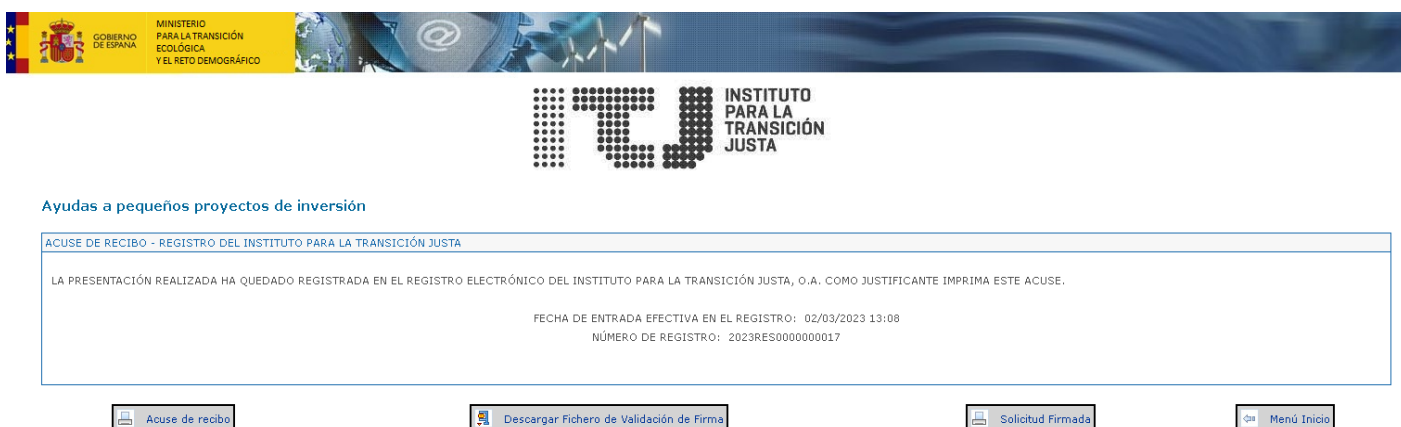 GOBIERNO
DE ESPAÑA
MINISTERIO
PARA LA TRANSICIÓN
ECOLÓGICA
Y EL RETO DEMOGRÁFICO
@
ITJ
INSTITUTO
PARA LA
TRANSICIÓN
JUSTA
Ayudas a pequeños proyectos de inversión
ACUSE DE RECIBO - REGISTRO DEL INSTITUTO PARA LA TRANSICIÓN JUSTA
LA PRESENTACIÓN REALIZADA HA QUEDADO REGISTRADA EN EL REGISTRO ELECTRÓNICO DEL INSTITUTO PARA LA TRANSICIÓN JUSTA, O.A. COMO JUSTIFICANTE IMPRIMA ESTE ACUSE.
FECHA DE ENTRADA EFECTIVA EN EL REGISTRO: 02/03/2023 13:08
NÚMERO DE REGISTRO: 2023RES0000000017
Acuse de recibo
Descargar Fichero de Validación de Firma
Solicitud Firmada
Menú Inicio